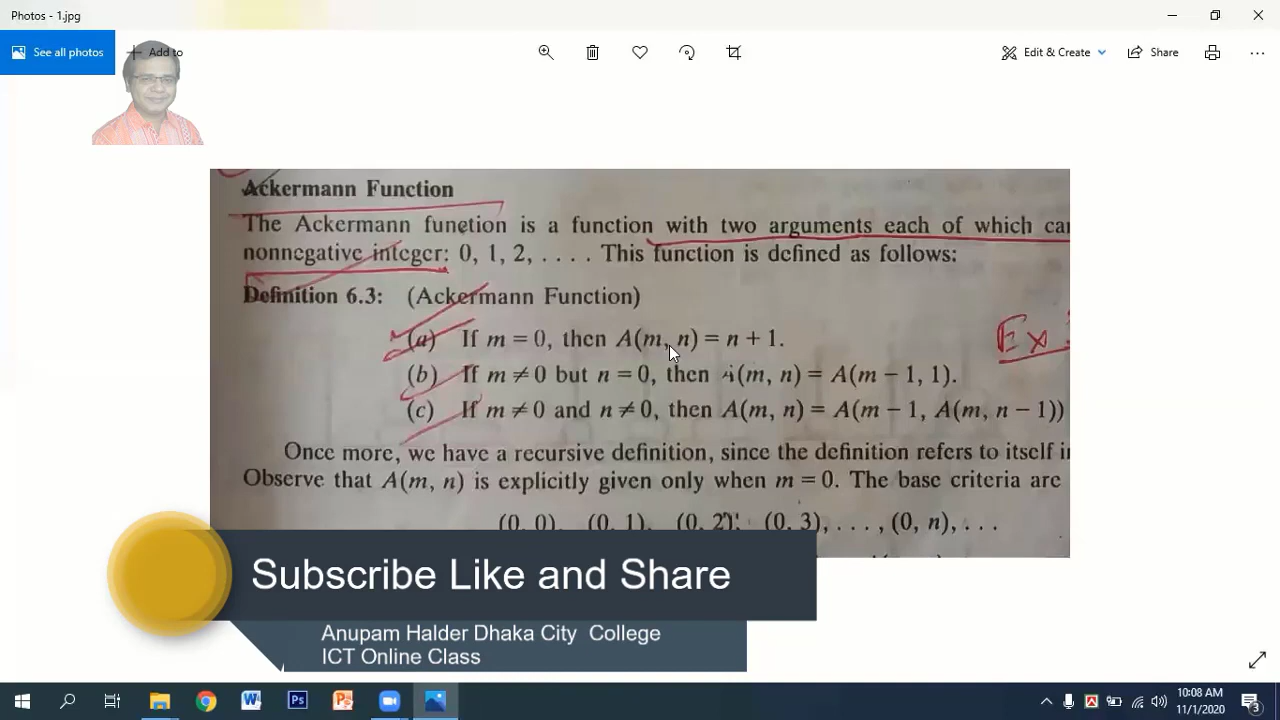 Photos - 1.jpg
See all photos
Add to
Edit & Create
Share
Ackermann Function
The Ackermann function is a function with two arguments each of which can
nonnegative integer: 0, 1, 2, . . . . This function is defined as follows:
Definition 6.3: (Ackermann Function)
(a) If m = 0, then A(m, n) = n + 1.
(b) If m ≠ 0 but n = 0, then A(m, n) = A(m − 1, 1).
(c) If m ≠ 0 and n ≠ 0, then A(m, n) = A(m − 1, A(m, n − 1))
Ex
Once more, we have a recursive definition, since the definition refers to itself
Observe that A(m, n) is explicitly given only when m = 0. The base criteria are
(0, 0), (0, 1), (0, 2), (0, 3), . . . , (0, n), . . .
Subscribe Like and Share
Anupam Halder Dhaka City College
ICT Online Class
10:08 AM
11/1/2020
3